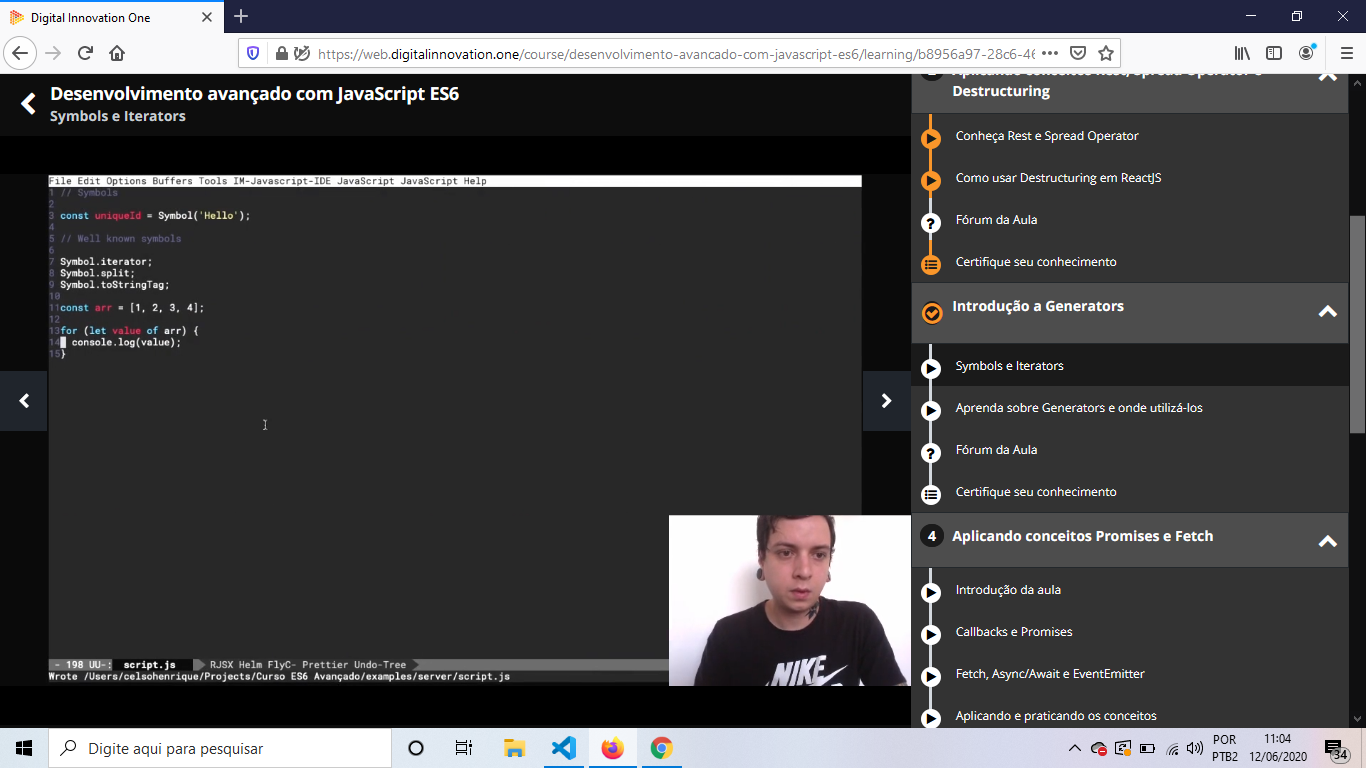 Digital Innovation One
https://web.digitalinnovation.one/course/desenvolvimento-avancado-com-javascript-es6/learning/b8956a97-28c6-46
Desenvolvimento avançado com JavaScript ES6
Symbols e Iterators
File Edit Options Buffers Tools IM-Javascript-IDE JavaScript JavaScript Help
1 // Symbols
2
3 const uniqueId = Symbol('Hello');
4
5 // Well known symbols
6
7 Symbol.iterator;
8 Symbol.split;
9 Symbol.toStringTag;
10
11const arr = [1, 2, 3, 4];
12
13for (let value of arr) {
14  console.log(value);
15}
- 198 UU-: script.js RJSX Helm FlyC- Prettier Undo-Tree
Wrote /Users/celsohenrique/Projects/Curso ES6 Avançado/examples/server/script.js
NIKE
Destructuring
Conheça Rest e Spread Operator
Como usar Destructuring em ReactJS
? Fórum da Aula
Certifique seu conhecimento
Introdução a Generators
Symbols e Iterators
Aprenda sobre Generators e onde utilizá-los
? Fórum da Aula
Certifique seu conhecimento
4 Aplicando conceitos Promises e Fetch
Introdução da aula
Callbacks e Promises
Fetch, Async/Await e EventEmitter
Aplicando e praticando os conceitos
Digite aqui para pesquisar
POR
PTB2
11:04
12/06/2020
34